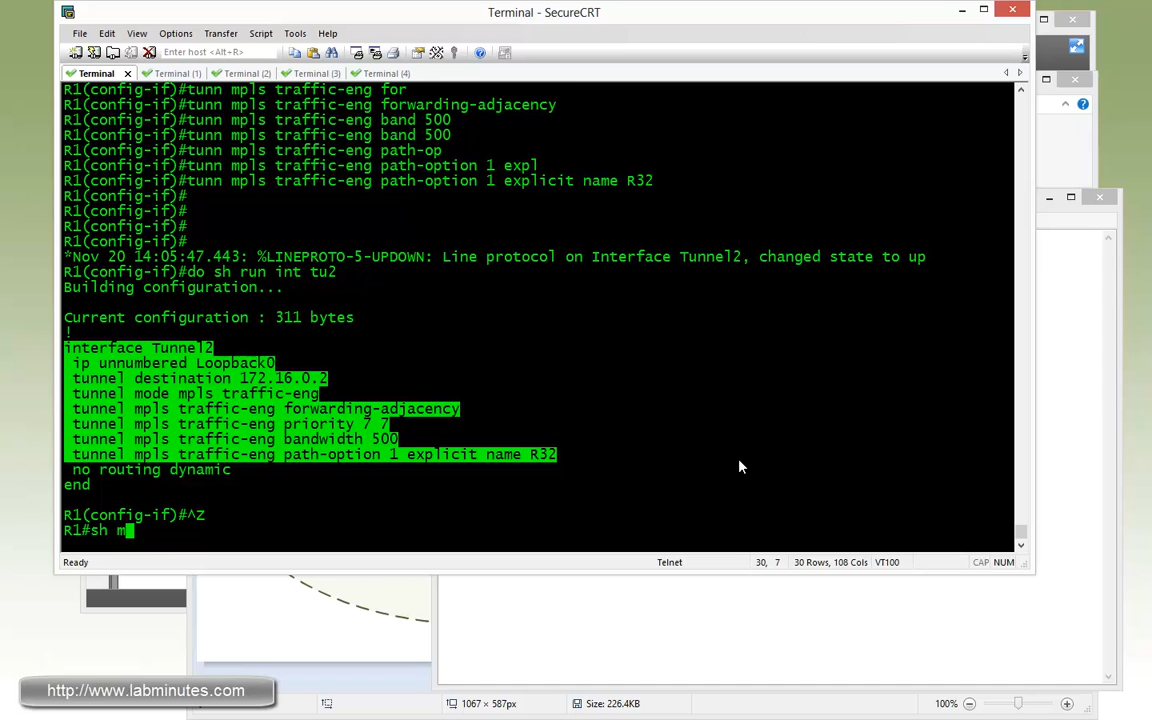 Terminal - SecureCRT
File Edit View Options Transfer Script Tools Help
Enter host <Alt+R>
Terminal Terminal (1) Terminal (2) Terminal (3) Terminal (4)
R1(config-if)#tunn mpls traffic-eng for
R1(config-if)#tunn mpls traffic-eng forwarding-adjacency
R1(config-if)#tunn mpls traffic-eng band 500
R1(config-if)#tunn mpls traffic-eng band 500
R1(config-if)#tunn mpls traffic-eng path-op
R1(config-if)#tunn mpls traffic-eng path-option 1 expl
R1(config-if)#tunn mpls traffic-eng path-option 1 explicit name R32
R1(config-if)#
R1(config-if)#
R1(config-if)#
R1(config-if)#
*Nov 20 14:05:47.443: %LINEPROTO-5-UPDOWN: Line protocol on Interface Tunnel2, changed state to up
R1(config-if)#do sh run int tu2
Building configuration...
Current configuration : 311 bytes
!
interface Tunnel2
ip unnumbered Loopback0
tunnel destination 172.16.0.2
tunnel mode mpls traffic-eng
tunnel mpls traffic-eng forwarding-adjacency
tunnel mpls traffic-eng priority 7 7
tunnel mpls traffic-eng bandwidth 500
tunnel mpls traffic-eng path-option 1 explicit name R32
no routing dynamic
end
R1(config-if)#^Z
R1#sh m
Ready Telnet 30, 7 30 Rows, 108 Cols VT100 CAP NUM
http://www.labminutes.com
1067 × 587px Size: 226.4KB 100%